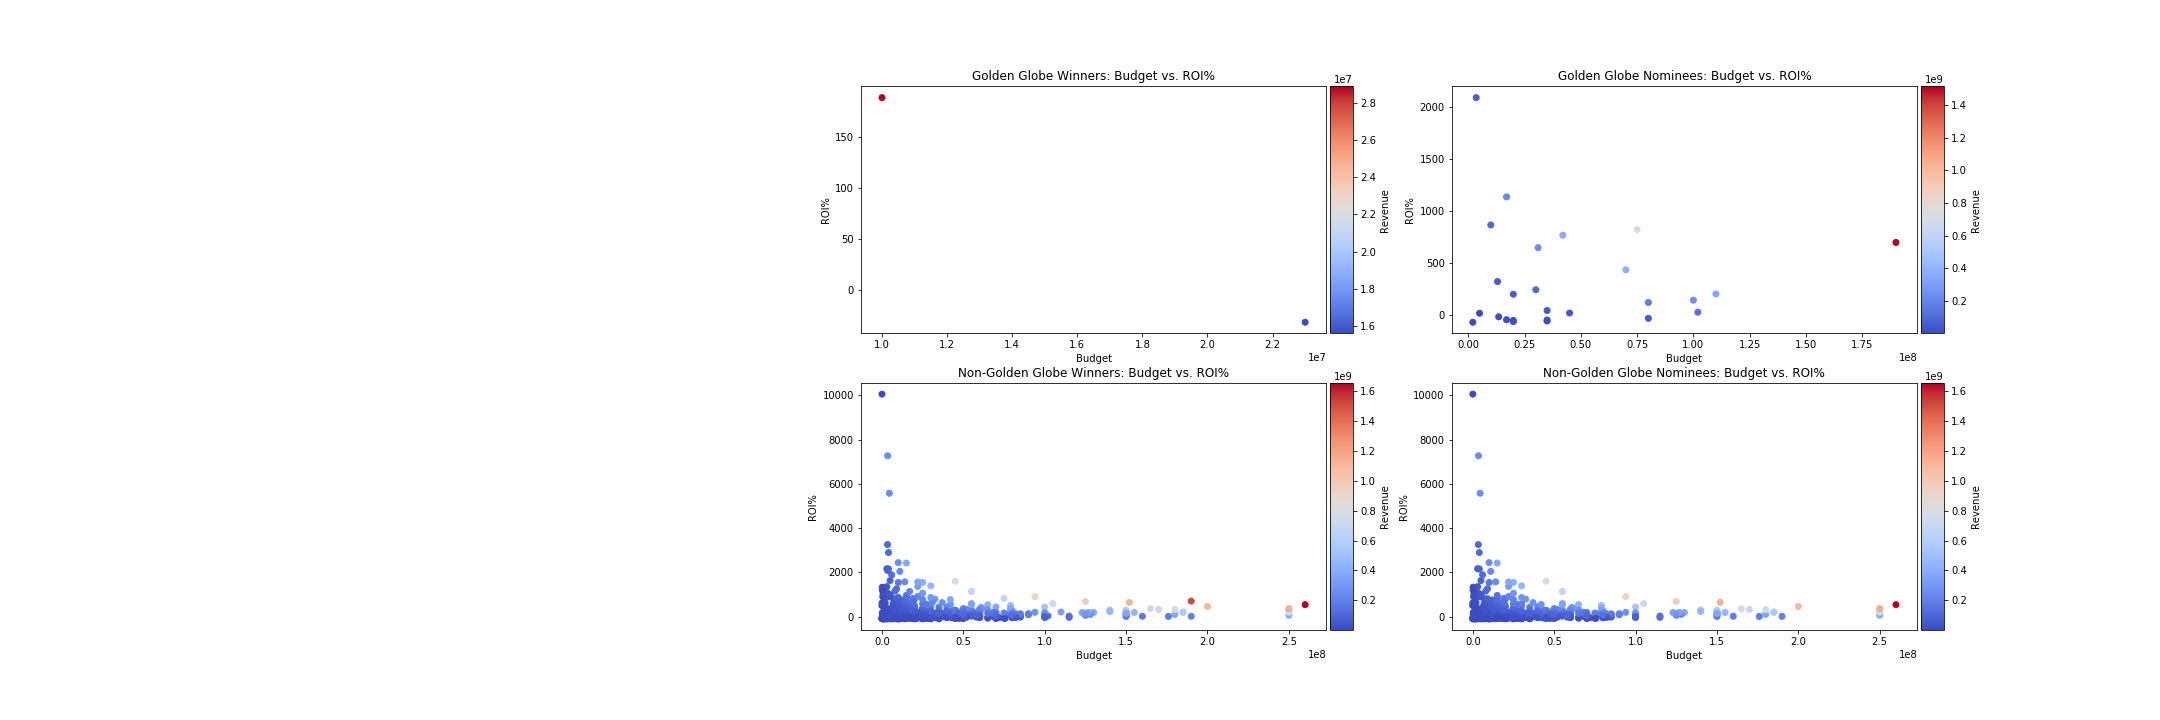 Golden Globe Winners: Budget vs. ROI%
1e7
2.8
2.6
2.4
2.2
2.0
1.8
1.6
Revenue
150
100
50
0
ROI%
1.0 1.2 1.4 1.6 1.8 2.0 2.2
Budget
1e7
Golden Globe Nominees: Budget vs. ROI%
1e9
1.4
1.2
1.0
0.8
0.6
0.4
0.2
Revenue
2000
1500
1000
500
0
ROI%
0.00 0.25 0.50 0.75 1.00 1.25 1.50 1.75
Budget
1e8
Non-Golden Globe Winners: Budget vs. ROI%
1e9
1.6
1.4
1.2
1.0
0.8
0.6
0.4
0.2
Revenue
10000
8000
6000
4000
2000
0
ROI%
0.0 0.5 1.0 1.5 2.0 2.5
Budget
1e8
Non-Golden Globe Nominees: Budget vs. ROI%
1e9
1.6
1.4
1.2
1.0
0.8
0.6
0.4
0.2
Revenue
10000
8000
6000
4000
2000
0
ROI%
0.0 0.5 1.0 1.5 2.0 2.5
Budget
1e8